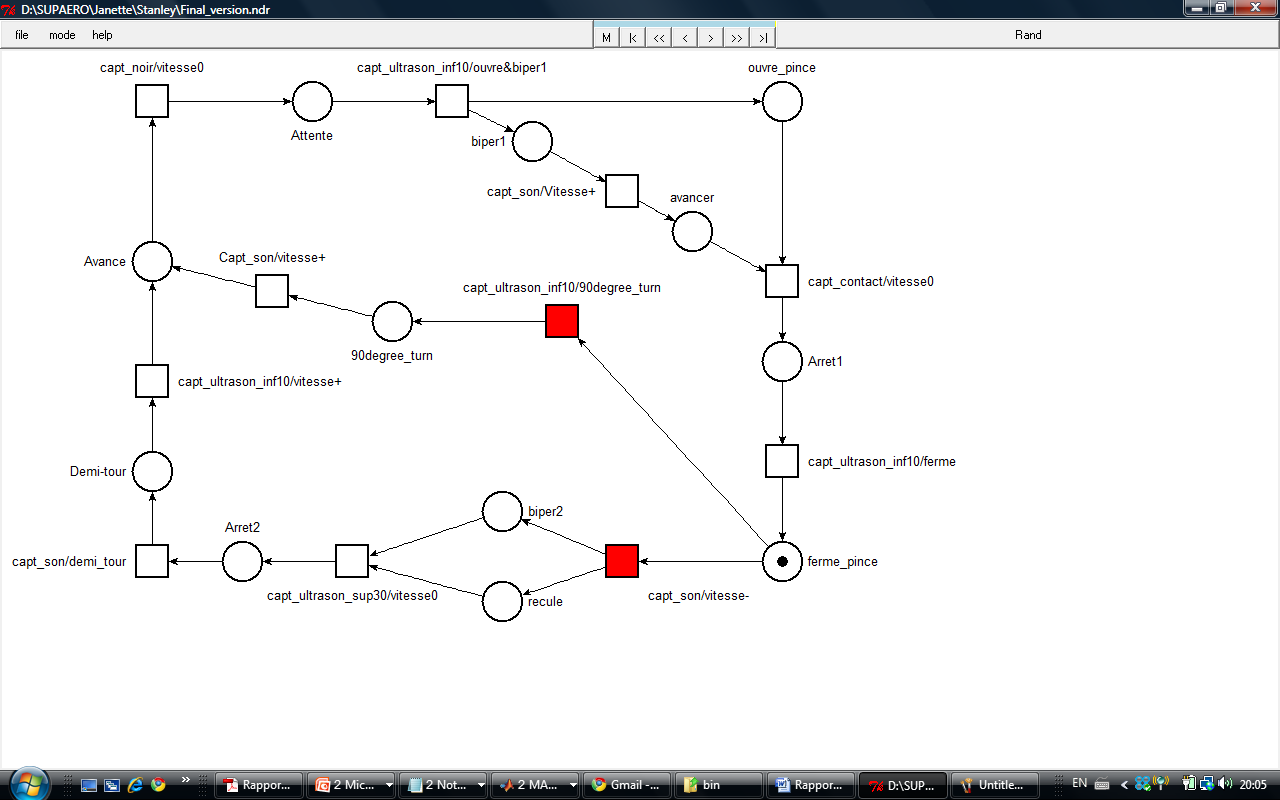 D:\SUPAERO\Janette\Stanley\Final_version.ndr
file mode help M |< << < > >> >| Rand
capt_noir/vitesse0 capt_ultrason_inf10/ouvre&biper1 ouvre_pince
Attente
biper1
capt_son/Vitesse+
avancer
Avance
Capt_son/vitesse+
capt_ultrason_inf10/90degree_turn
capt_contact/vitesse0
90degree_turn
Arret1
capt_ultrason_inf10/vitesse+
Demi-tour
capt_ultrason_inf10/ferme
biper2
Arret2
capt_son/demi_tour
ferme_pince
capt_ultrason_sup30/vitesse0
recule
capt_son/vitesse-
Rappor... 2 Mic... 2 Not... 2 MA... Gmail -... bin Rappor... D:\SUP... Untitle... EN 20:05